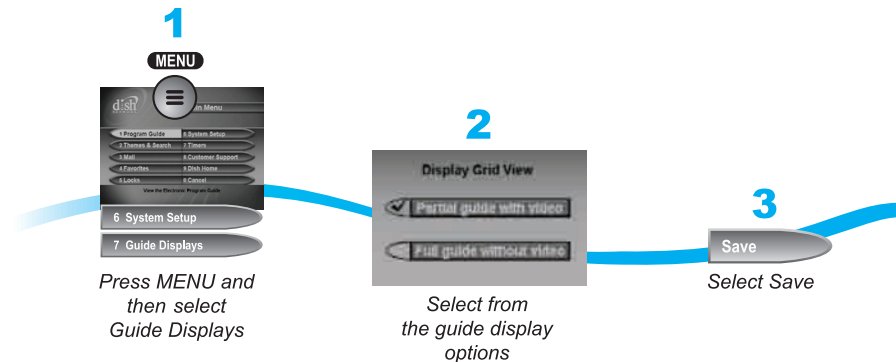 1
MENU
dish
Main Menu
1 Program Guide
6 System Setup
2 Themes & Search
7 Timers
3 Mail
8 Customer Support
4 Favorites
9 Dish Home
5 Locks
0 Cancel
View the Electronic Program Guide
6 System Setup
7 Guide Displays
Press MENU and
then select
Guide Displays
2
Display Grid View
Partial guide with video
Full guide without video
Select from
the guide display
options
3
Save
Select Save